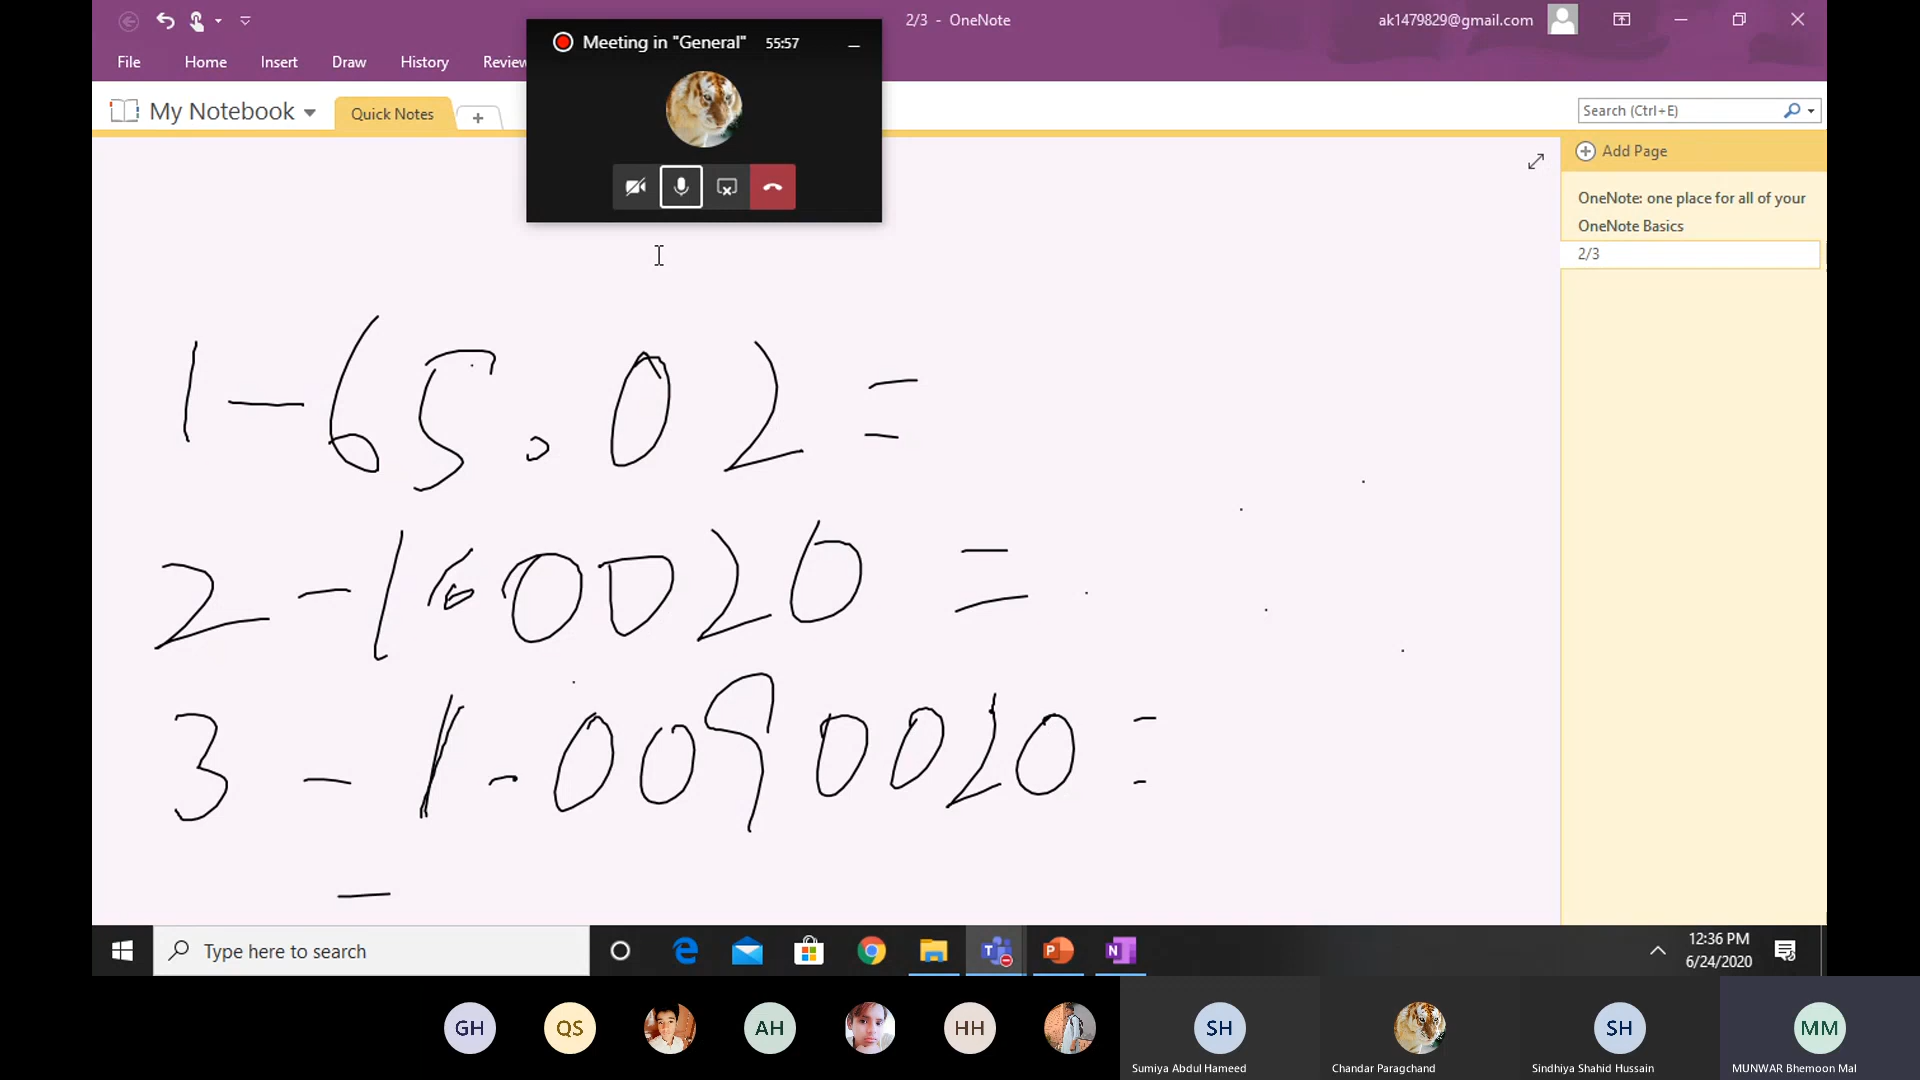 2/3 - OneNote
ak1479829@gmail.com
Meeting in "General" 55:57
File Home Insert Draw History Review
My Notebook
Quick Notes
Search (Ctrl+E)
Add Page
OneNote: one place for all of your
OneNote Basics
2/3
1-65.02=
2-1.00020=
3-1.0090020=
-
Type here to search
12:36 PM
6/24/2020
GH QS AH HH SH SH MM
Sumiya Abdul Hameed Chandar Paragchand Sindhiya Shahid Hussain MUNWAR Bhemoon Mal